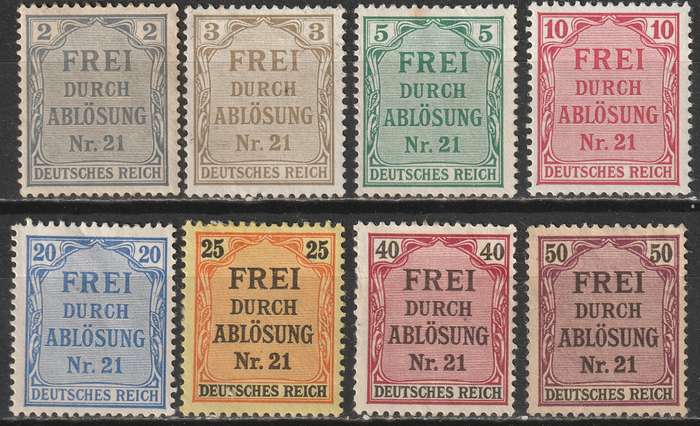 2 2
FREI
DURCH
ABLÖSUNG
Nr. 21
DEUTSCHES REICH
3 3
FREI
DURCH
ABLÖSUNG
Nr. 21
DEUTSCHES REICH
5 5
FREI
DURCH
ABLÖSUNG
Nr. 21
DEUTSCHES REICH
10 10
FREI
DURCH
ABLÖSUNG
Nr. 21
DEUTSCHES REICH
20 20
FREI
DURCH
ABLÖSUNG
Nr. 21
DEUTSCHES REICH
25 25
FREI
DURCH
ABLÖSUNG
Nr. 21
DEUTSCHES REICH
40 40
FREI
DURCH
ABLÖSUNG
Nr. 21
DEUTSCHES REICH
50 50
FREI
DURCH
ABLÖSUNG
Nr. 21
DEUTSCHES REICH